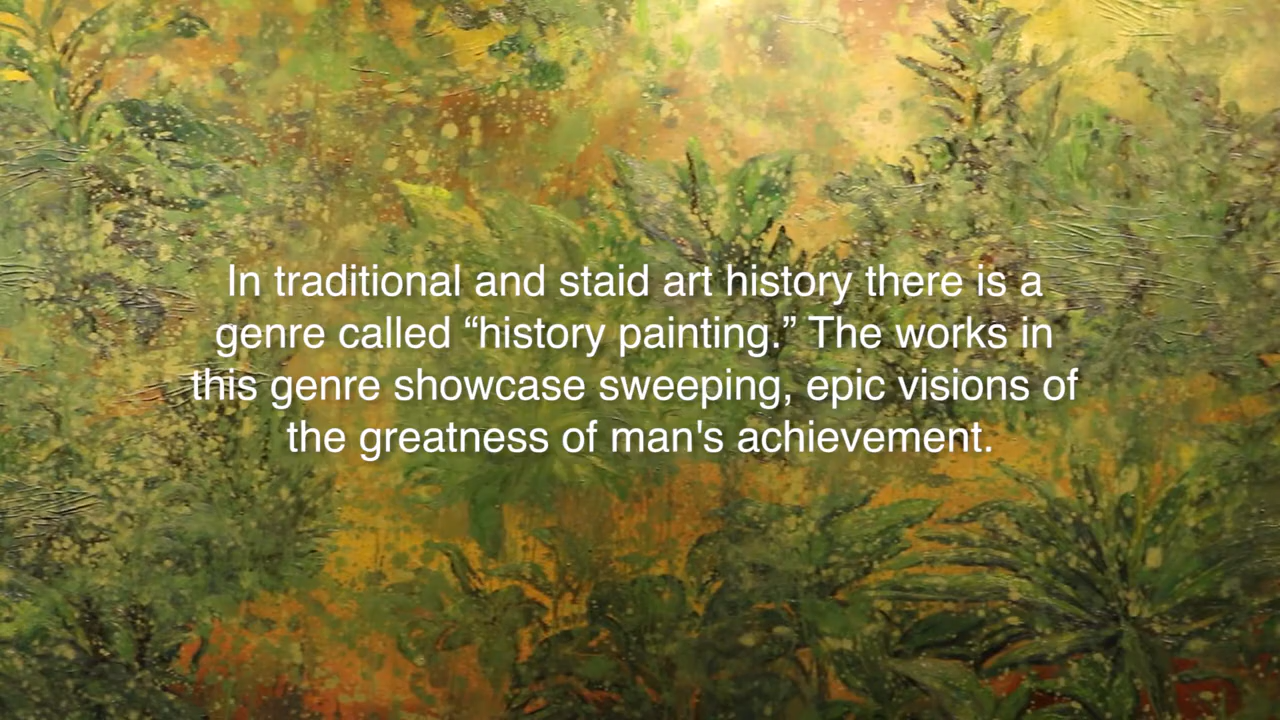 In traditional and staid art history there is a
genre called “history painting.” The works in
this genre showcase sweeping, epic visions of
the greatness of man's achievement.